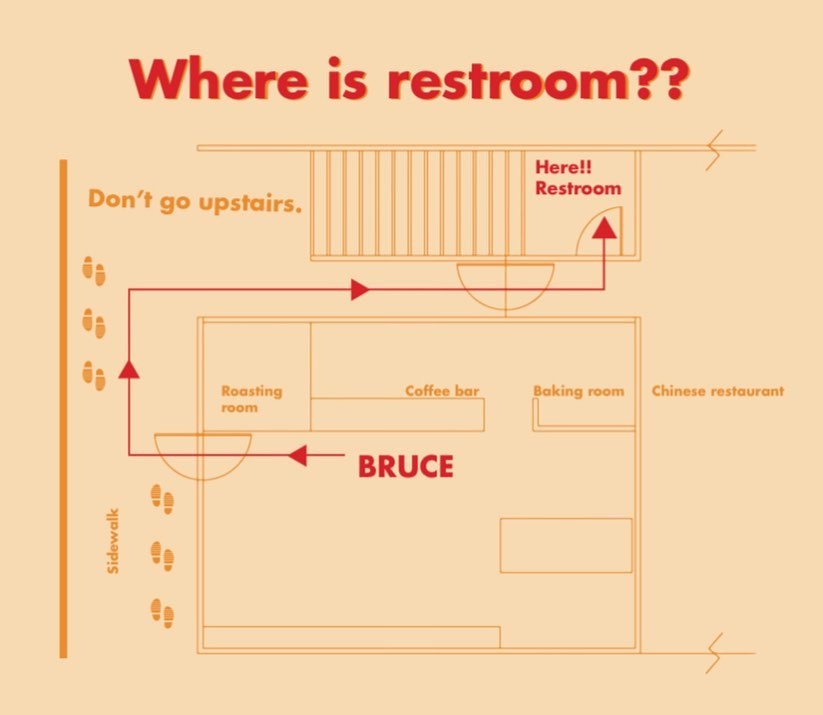 Where is restroom??
Here!!
Restroom
Don't go upstairs.
Roasting
room
Coffee bar
Baking room
Chinese restaurant
BRUCE
Sidewalk